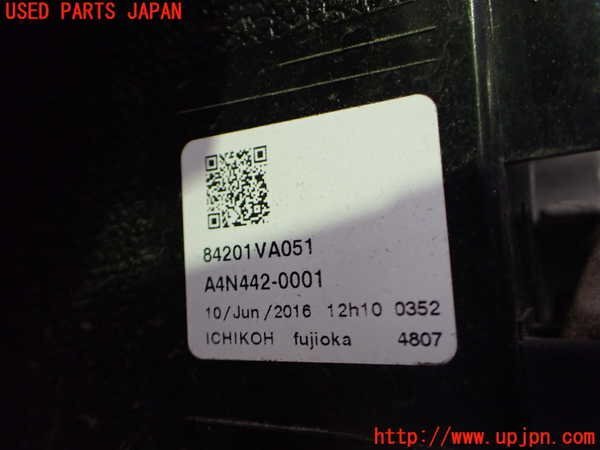 USED PARTS JAPAN
84201VA051
A4N442-0001
10/Jun/2016 12h10 0352
ICHIKOH fujioka 4807
http://www.upjpn.com/